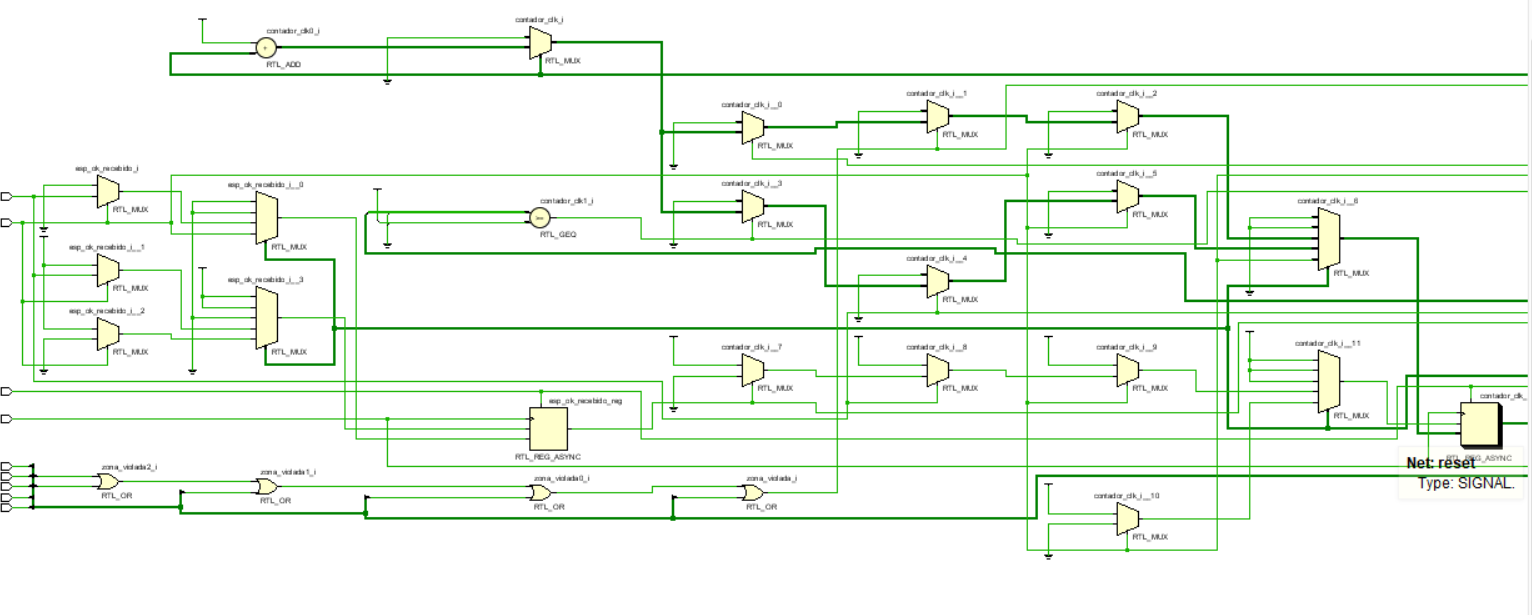 contador_clk_i
contador_clk0_i
RTL_MUX
RTL_ADD
contador_clk_i__0
contador_clk_i__1
contador_clk_i__2
RTL_MUX
RTL_MUX
RTL_MUX
esp_ok_recebido_i
esp_ok_recebido_i__0
contador_clk1_i
contador_clk_i__3
contador_clk_i__5
contador_clk_i__6
RTL_MUX
RTL_MUX
RTL_GEQ
RTL_MUX
RTL_MUX
RTL_MUX
esp_ok_recebido_i__1
esp_ok_recebido_i__3
contador_clk_i__4
RTL_MUX
RTL_MUX
esp_ok_recebido_i__2
RTL_MUX
RTL_MUX
contador_clk_i__7
contador_clk_i__8
contador_clk_i__9
contador_clk_i__11
RTL_MUX
RTL_MUX
RTL_MUX
RTL_MUX
esp_ok_recebido_reg
contador_clk_
RTL_REG_ASYNC
RTL_REG_ASYNC
Net: reset
Type: SIGNAL.
zona_violada2_i
zona_violada1_i
zona_violada0_i
zona_violada_i
RTL_OR
RTL_OR
RTL_OR
RTL_OR
contador_clk_i__10
RTL_MUX